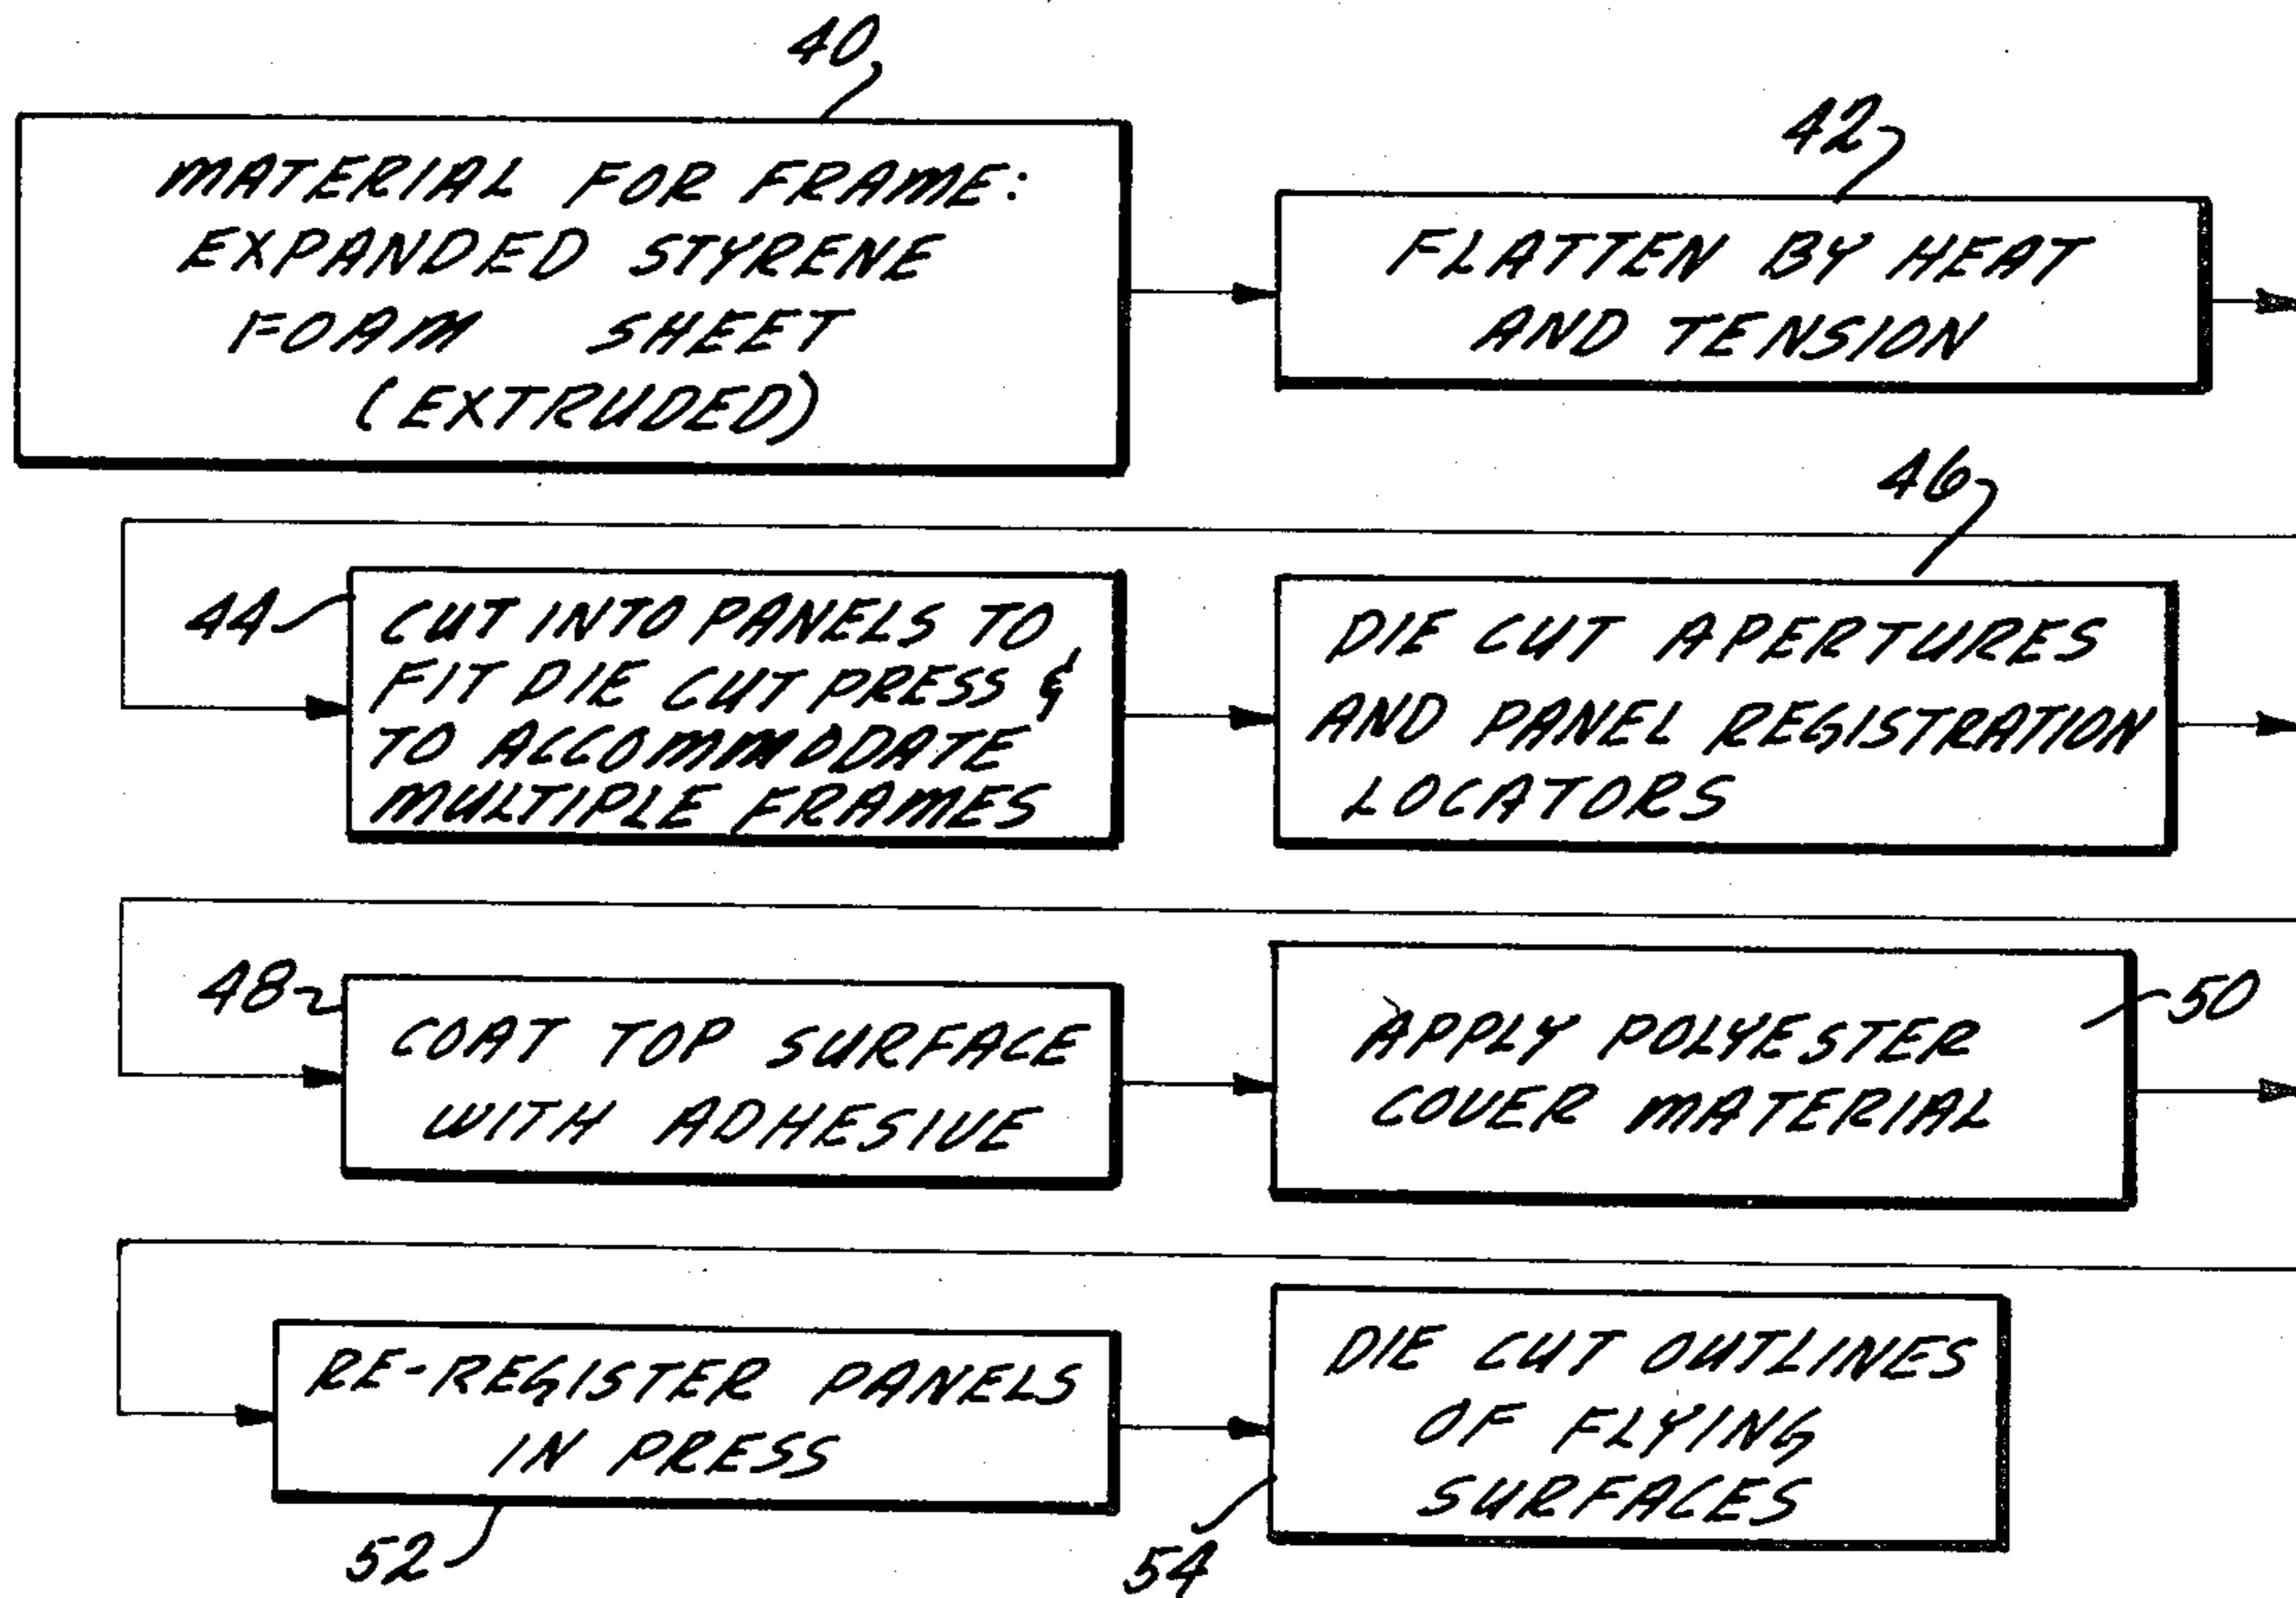 40
MATERIAL FOR FRAME:
EXPANDED STYRENE
FOAM SHEET
(EXTRUDED)
42
FLATTEN BY HEAT
AND TENSION
44
CUT INTO PANELS TO
FIT DIE CUT PRESS &
TO ACCOMMODATE
MULTIPLE FRAMES
46
DIE CUT APERTURES
AND PANEL REGISTRATION
LOCATORS
48
COAT TOP SURFACE
WITH ADHESIVE
50
APPLY POLYESTER
COVER MATERIAL
RE-REGISTER PANELS
IN PRESS
52
DIE CUT OUTLINES
OF FLYING
SURFACES
54